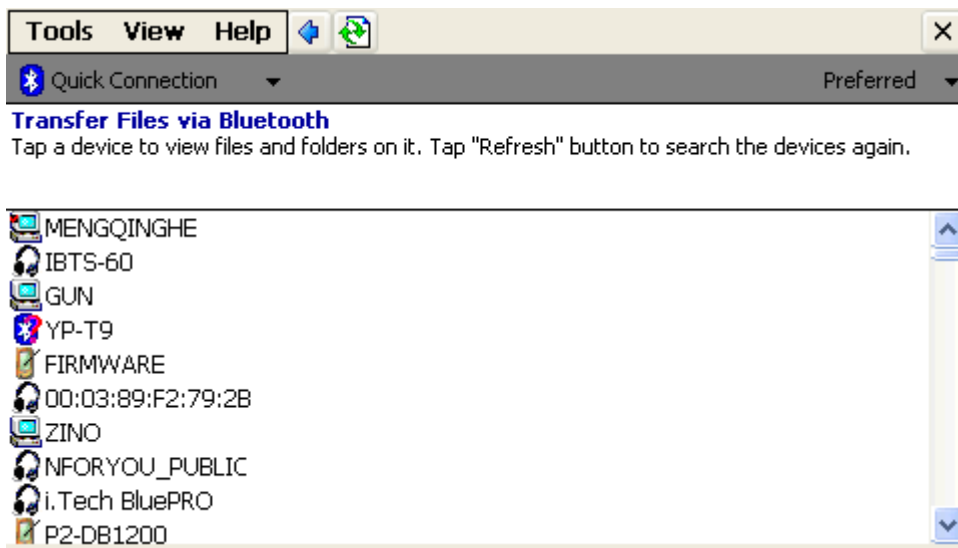 Tools View Help
Quick Connection Preferred
Transfer Files via Bluetooth
Tap a device to view files and folders on it. Tap "Refresh" button to search the devices again.
MENGQINGHE
IBTS-60
GUN
YP-T9
FIRMWARE
00:03:89:F2:79:2B
ZINO
NFORYOU_PUBLIC
i.Tech BluePRO
P2-DB1200